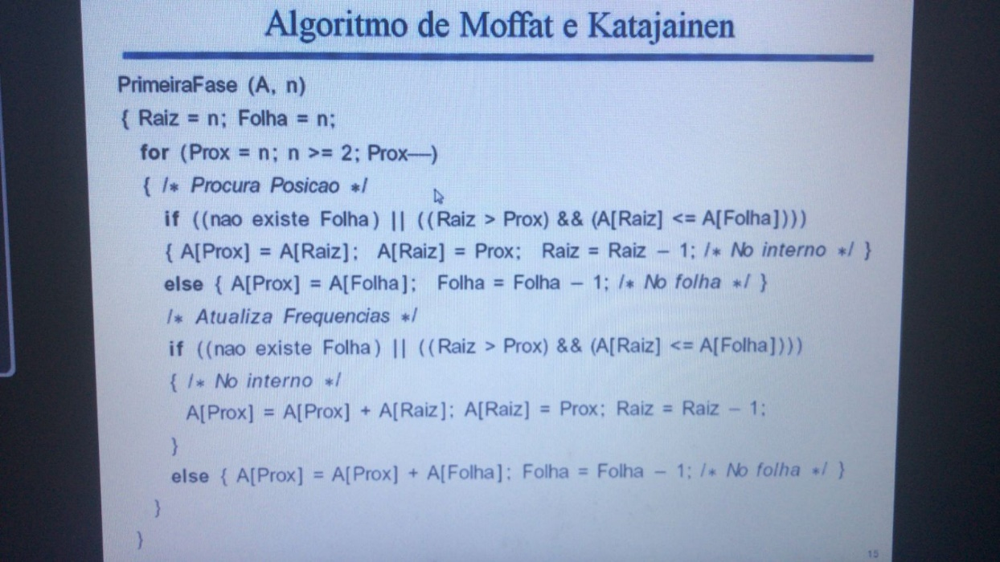 Algoritmo de Moffat e Katajainen
PrimeiraFase (A, n)
{ Raiz = n; Folha = n;
for (Prox = n; n >= 2; Prox—)
{ /* Procura Posicao */
if ((nao existe Folha) || ((Raiz > Prox) && (A[Raiz] <= A[Folha])))
{ A[Prox] = A[Raiz]; A[Raiz] = Prox; Raiz = Raiz – 1; /* No interno */ }
else { A[Prox] = A[Folha]; Folha = Folha – 1; /* No folha */ }
/* Atualiza Frequencias */
if ((nao existe Folha) || ((Raiz > Prox) && (A[Raiz] <= A[Folha])))
{ /* No interno */
A[Prox] = A[Prox] + A[Raiz]; A[Raiz] = Prox; Raiz = Raiz – 1;
}
else { A[Prox] = A[Prox] + A[Folha]; Folha = Folha – 1; /* No folha */ }
}
}
15